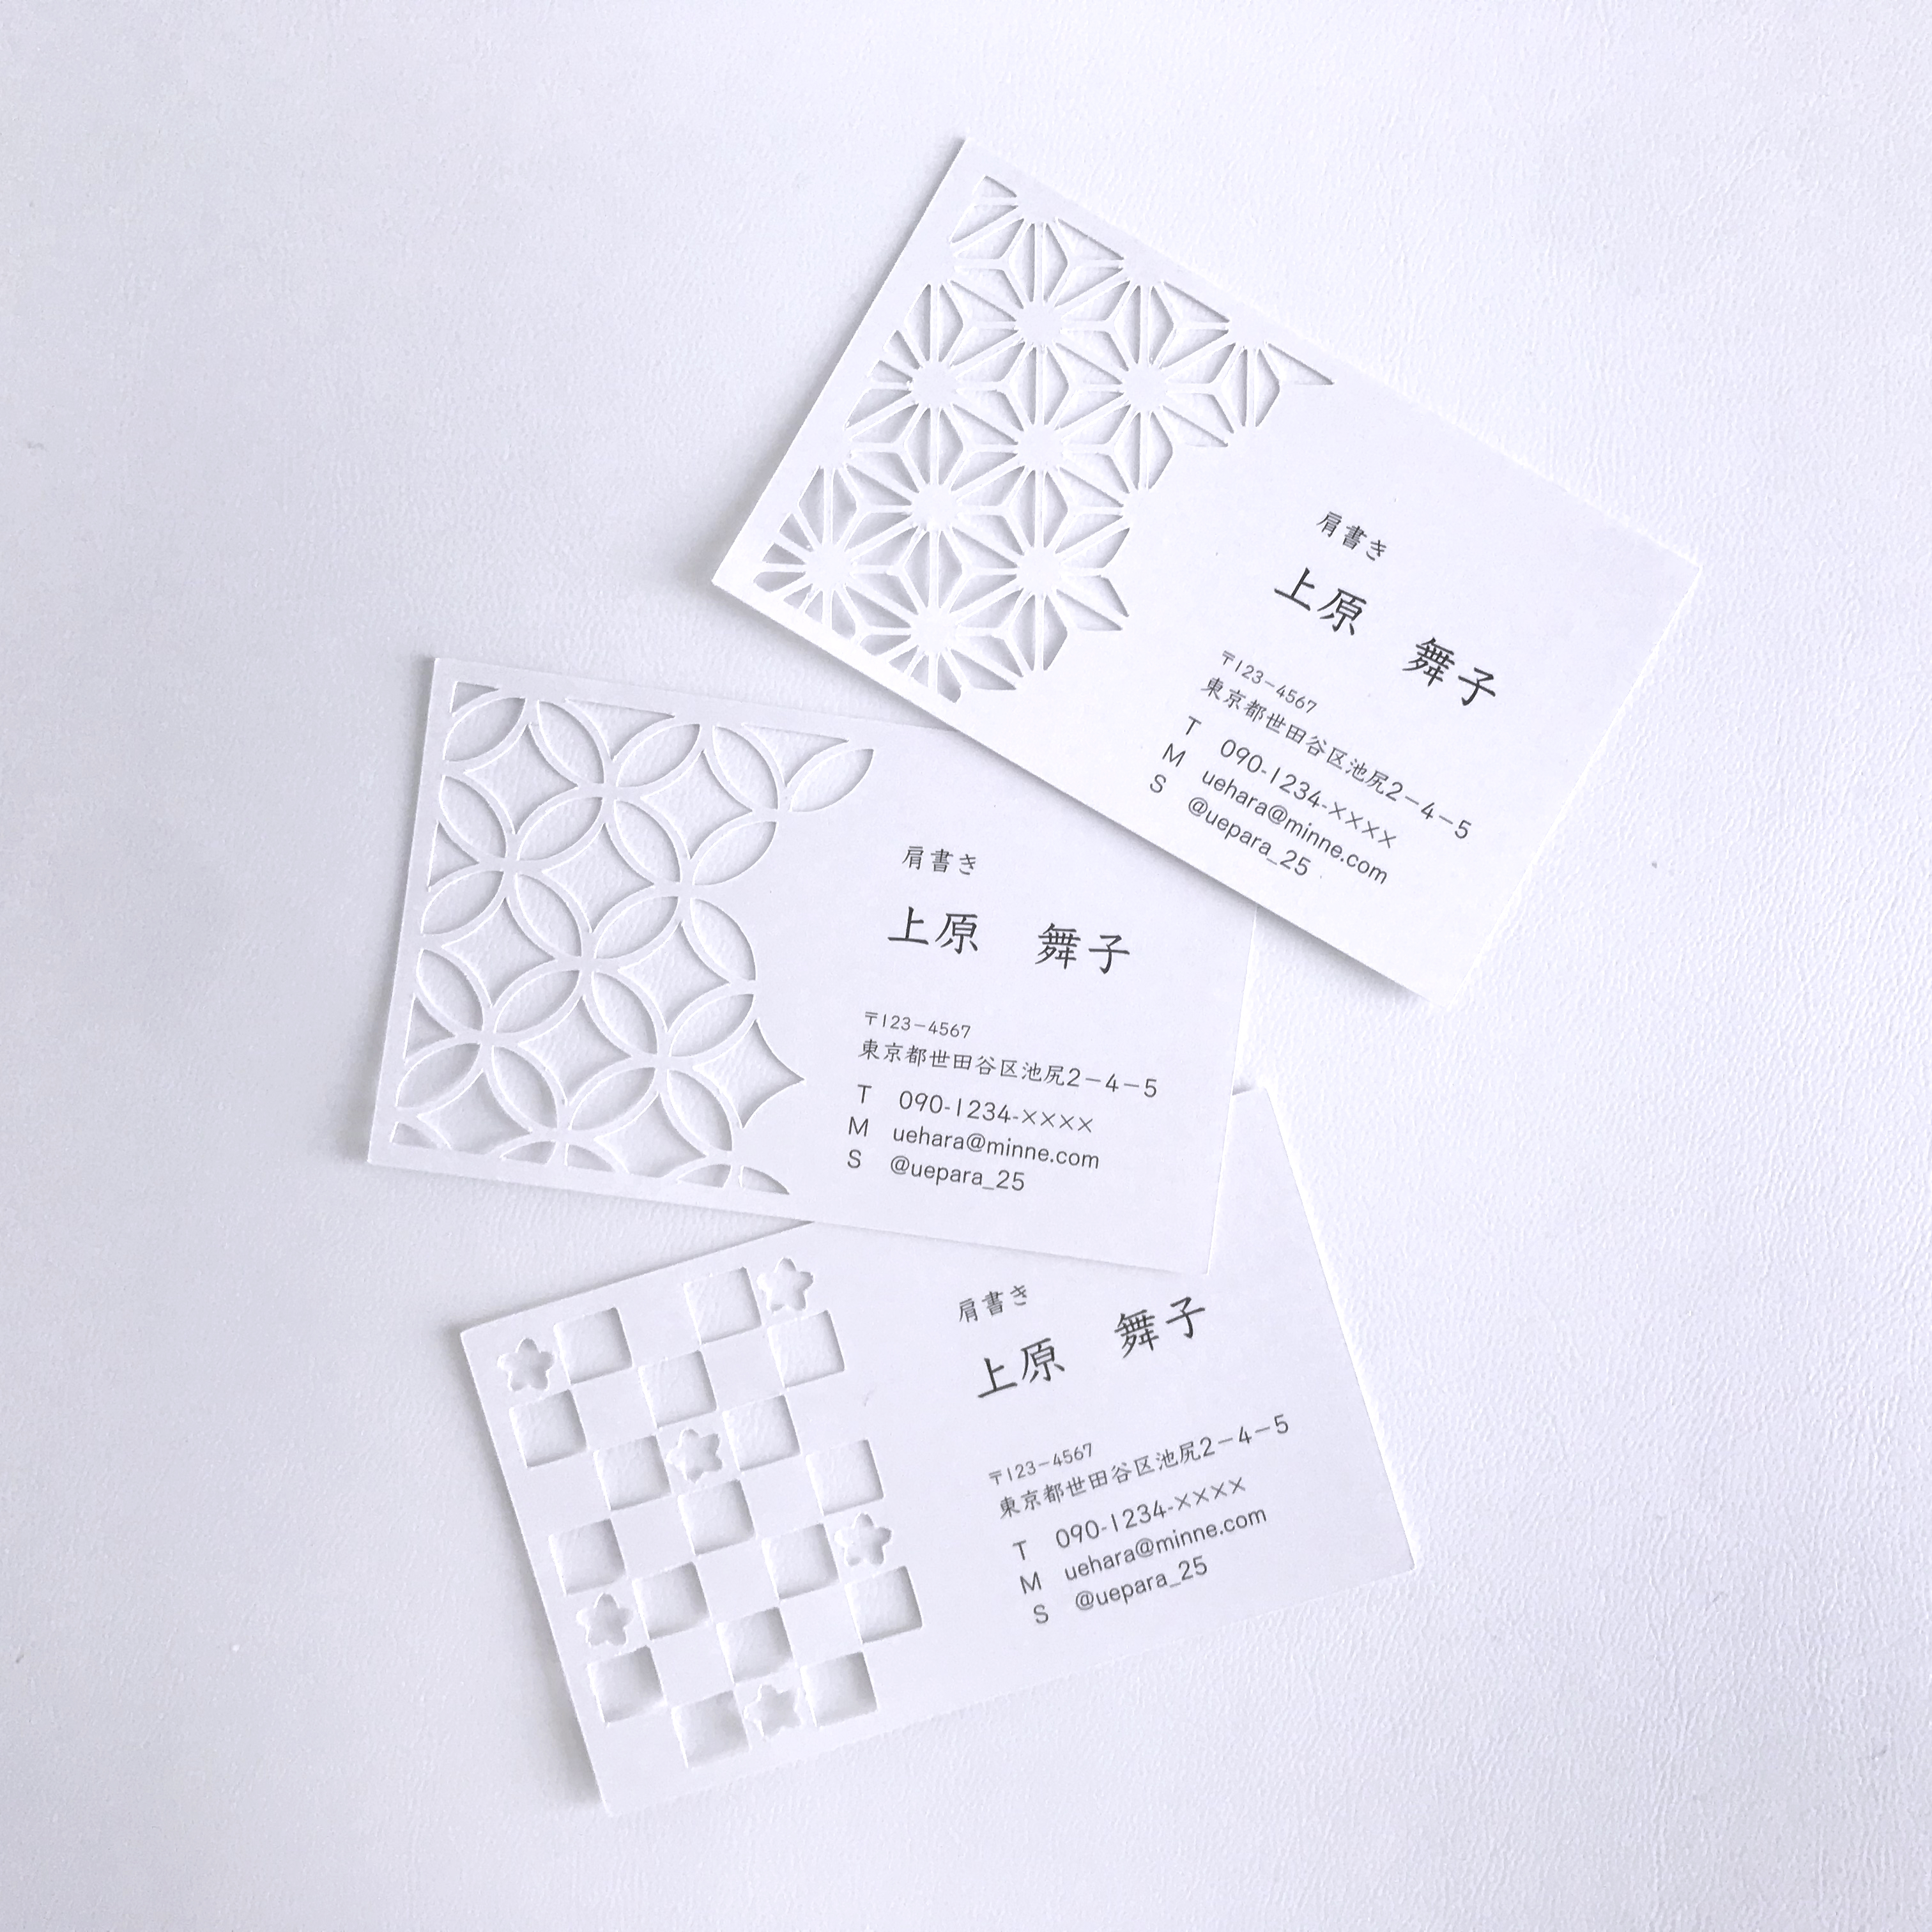 肩書き
上原　舞子
〒123−4567
東京都世田谷区池尻2−4−5
T　090-1234-××××
M　uehara@minne.com
S　@uepara_25
肩書き
上原　舞子
〒123−4567
東京都世田谷区池尻2−4−5
T　090-1234-××××
M　uehara@minne.com
S　@uepara_25
肩書き
上原　舞子
〒123−4567
東京都世田谷区池尻2−4−5
T　090-1234-××××
M　uehara@minne.com
S　@uepara_25